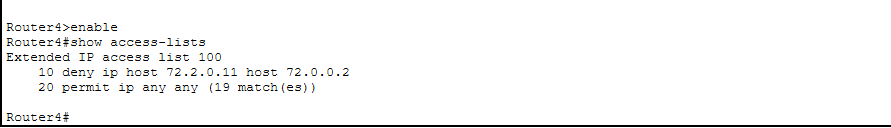 Router4>enable
Router4#show access-lists
Extended IP access list 100
    10 deny ip host 72.2.0.11 host 72.0.0.2
    20 permit ip any any (19 match(es))
Router4#